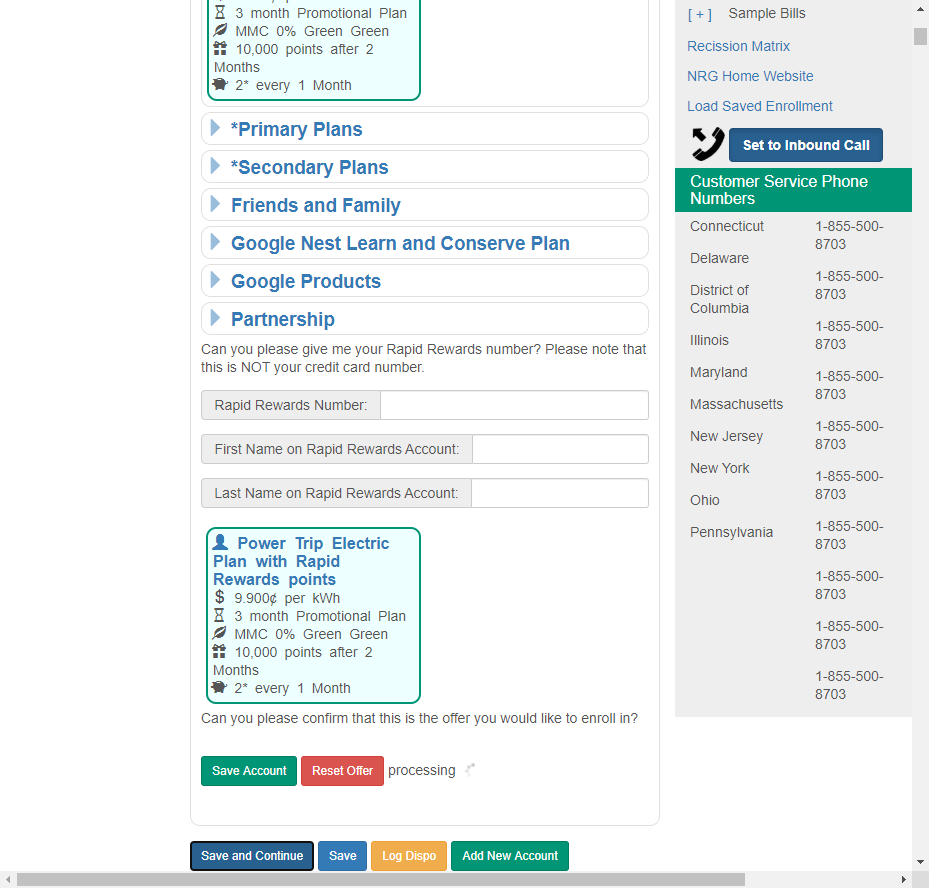 3 month Promotional Plan
MMC 0% Green Green
10,000 points after 2
Months
2* every 1 Month
*Primary Plans
*Secondary Plans
Friends and Family
Google Nest Learn and Conserve Plan
Google Products
Partnership
Can you please give me your Rapid Rewards number? Please note that
this is NOT your credit card number.
Rapid Rewards Number:
First Name on Rapid Rewards Account:
Last Name on Rapid Rewards Account:
Power Trip Electric
Plan with Rapid
Rewards points
$ 9.900¢ per kWh
3 month Promotional Plan
MMC 0% Green Green
10,000 points after 2
Months
2* every 1 Month
Can you please confirm that this is the offer you would like to enroll in?
Save Account Reset Offer processing
Save and Continue Save Log Dispo Add New Account
[ + ] Sample Bills
Recission Matrix
NRG Home Website
Load Saved Enrollment
Set to Inbound Call
Customer Service Phone
Numbers
Connecticut
Delaware
District of
Columbia
Illinois
Maryland
Massachusetts
New Jersey
New York
Ohio
Pennsylvania
1-855-500-
8703
1-855-500-
8703
1-855-500-
8703
1-855-500-
8703
1-855-500-
8703
1-855-500-
8703
1-855-500-
8703
1-855-500-
8703
1-855-500-
8703
1-855-500-
8703